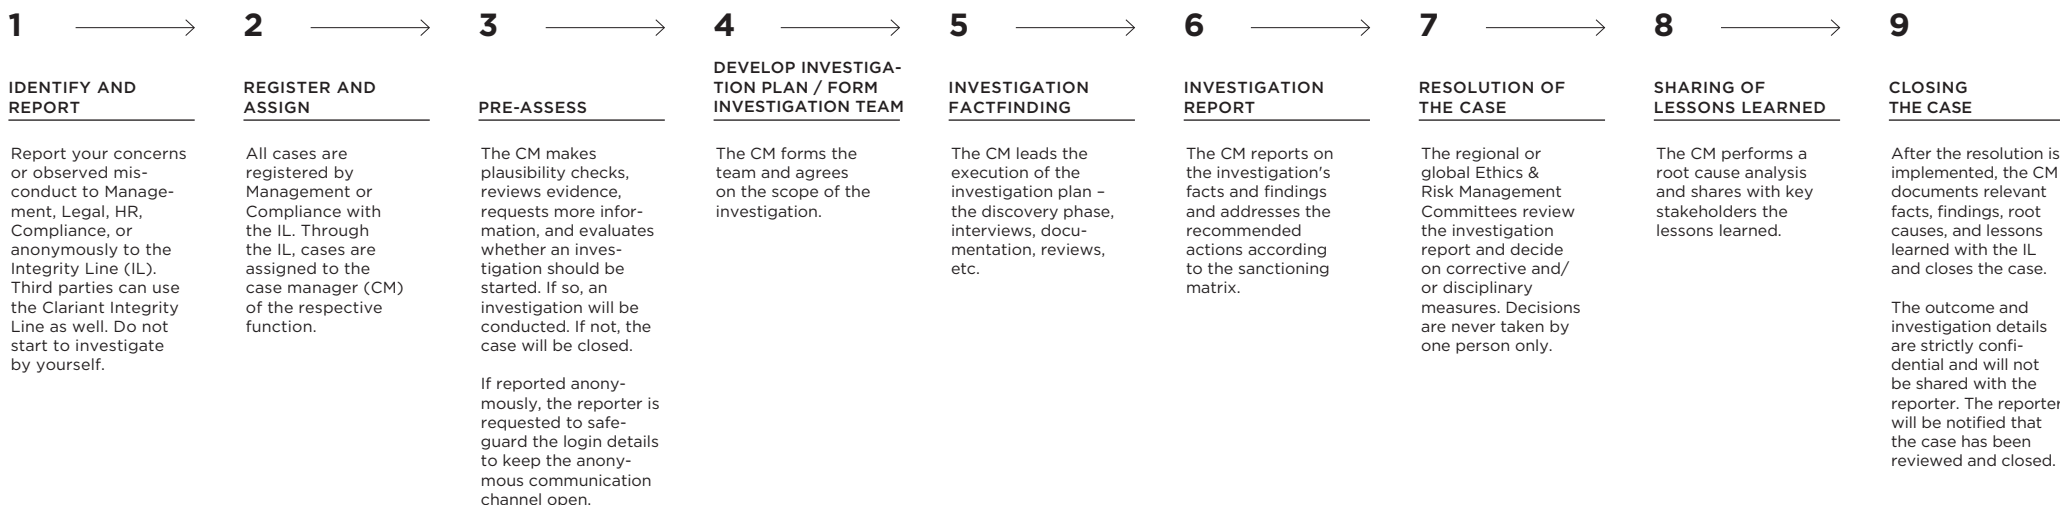 1
IDENTIFY AND
REPORT
Report your concerns
or observed mis-
conduct to Manage-
ment, Legal, HR,
Compliance, or
anonymously to the
Integrity Line (IL).
Third parties can use
the Clariant Integrity
Line as well. Do not
start to investigate
by yourself.
2
REGISTER AND
ASSIGN
All cases are
registered by
Management or
Compliance with
the IL. Through
the IL, cases are
assigned to the
case manager (CM)
of the respective
function.
3
PRE-ASSESS
The CM makes
plausibility checks,
reviews evidence,
requests more infor-
mation, and evaluates
whether an inves-
tigation should be
started. If so, an
investigation will be
conducted. If not, the
case will be closed.
If reported anony-
mously, the reporter is
requested to safe-
guard the login details
to keep the anony-
mous communication
channel open.
4
DEVELOP INVESTIGA-
TION PLAN / FORM
INVESTIGATION TEAM
The CM forms the
team and agrees
on the scope of the
investigation.
5
INVESTIGATION
FACTFINDING
The CM leads the
execution of the
investigation plan –
the discovery phase,
interviews, docu-
mentation, reviews,
etc.
6
INVESTIGATION
REPORT
The CM reports on
the investigation's
facts and findings
and addresses the
recommended
actions according
to the sanctioning
matrix.
7
RESOLUTION OF
THE CASE
The regional or
global Ethics &
Risk Management
Committees review
the investigation
report and decide
on corrective and/
or disciplinary
measures. Decisions
are never taken by
one person only.
8
SHARING OF
LESSONS LEARNED
The CM performs a
root cause analysis
and shares with key
stakeholders the
lessons learned.
9
CLOSING
THE CASE
After the resolution is
implemented, the CM
documents relevant
facts, findings, root
causes, and lessons
learned with the IL
and closes the case.
The outcome and
investigation details
are strictly confi-
dential and will not
be shared with the
reporter. The reporter
will be notified that
the case has been
reviewed and closed.